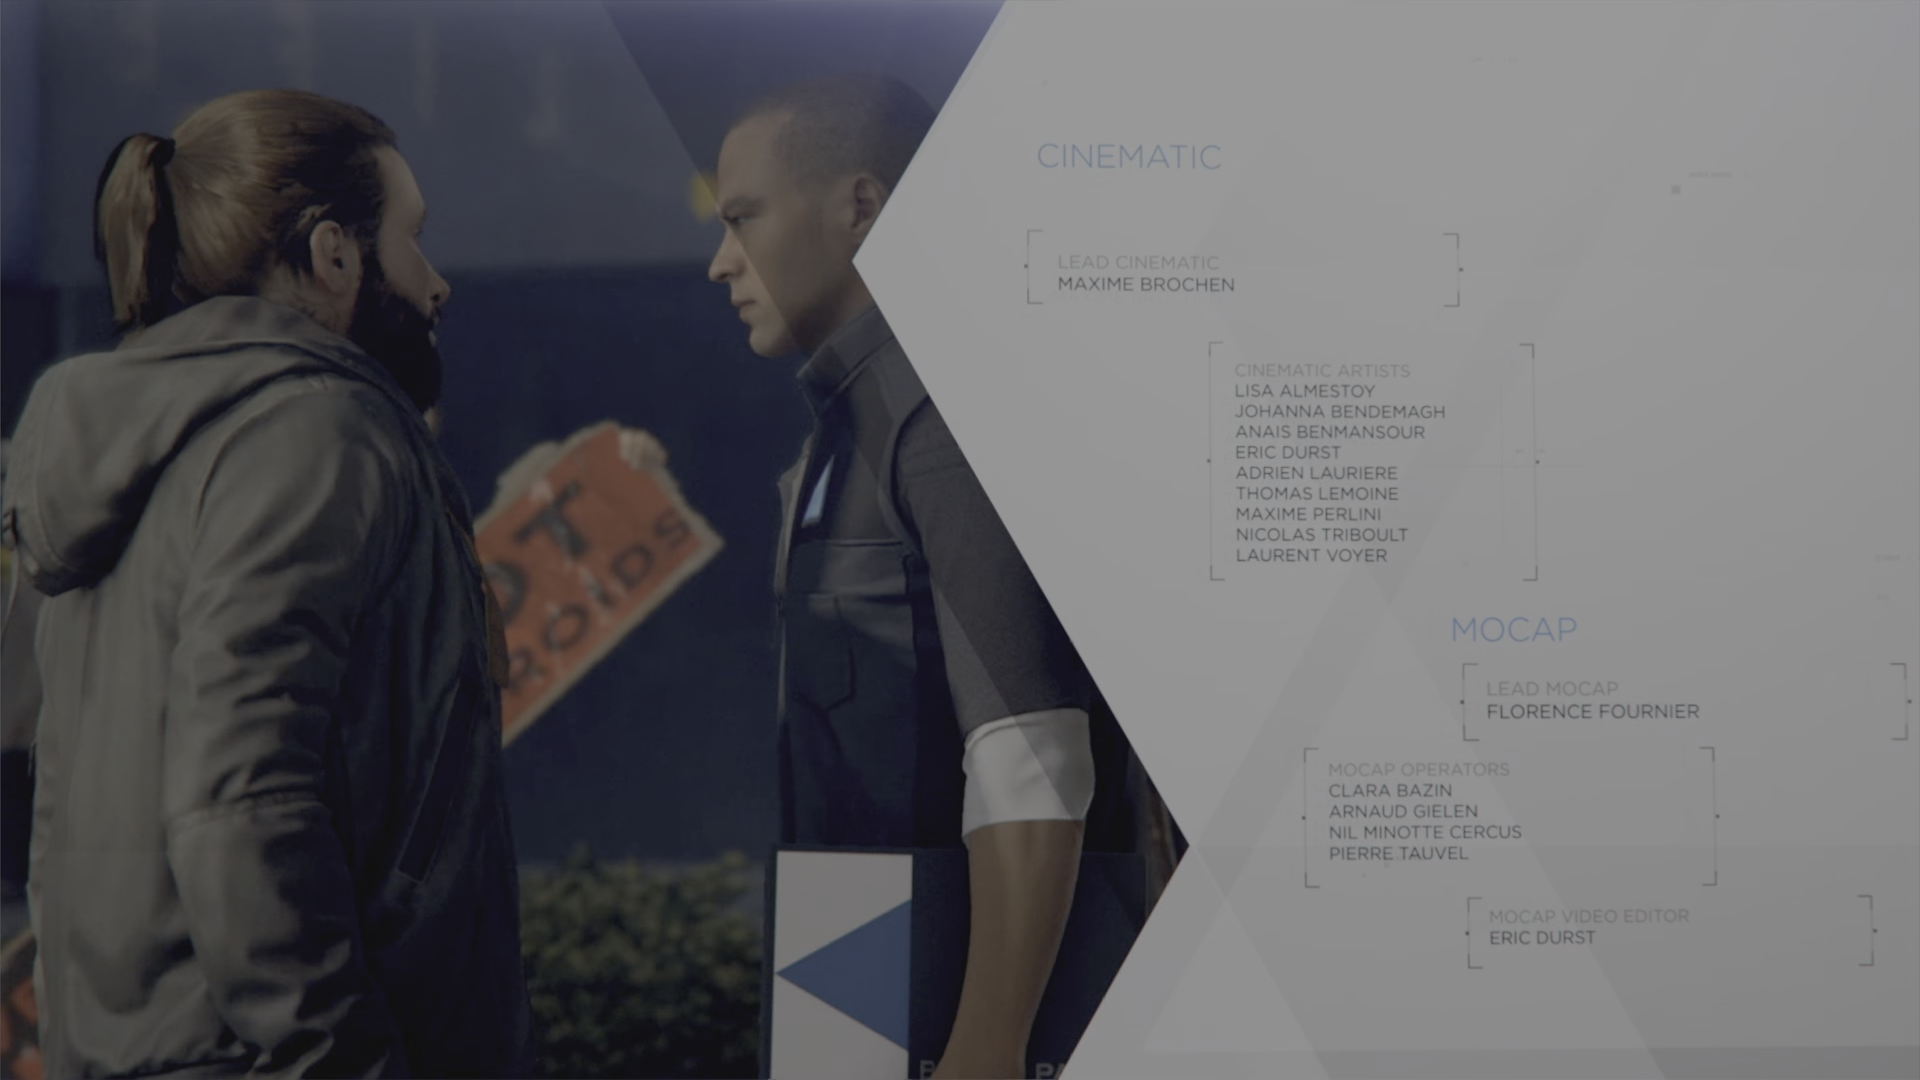 CINEMATIC
LEAD CINEMATIC
MAXIME BROCHEN
CINEMATIC ARTISTS
LISA ALMESTOY
JOHANNA BENDEMAGH
ANAIS BENMANSOUR
ERIC DURST
ADRIEN LAURIERE
THOMAS LEMOINE
MAXIME PERLINI
NICOLAS TRIBOULT
LAURENT VOYER
MOCAP
LEAD MOCAP
FLORENCE FOURNIER
MOCAP OPERATORS
CLARA BAZIN
ARNAUD GIELEN
NIL MINOTTE CERCUS
PIERRE TAUVEL
MOCAP VIDEO EDITOR
ERIC DURST
OT
ROIDS